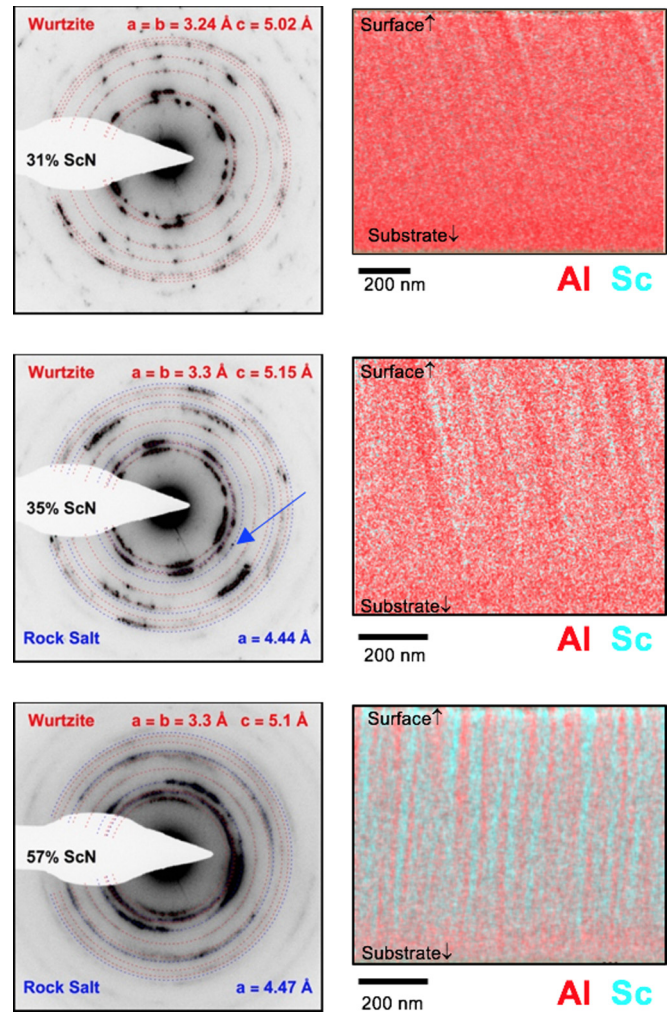 Wurtzite a = b = 3.24 Å c = 5.02 Å
31% ScN
Surface↑
Substrate↓
200 nm Al Sc
Wurtzite a = b = 3.3 Å c = 5.15 Å
35% ScN
Rock Salt a = 4.44 Å
Surface↑
Substrate↓
200 nm Al Sc
Wurtzite a = b = 3.3 Å c = 5.1 Å
57% ScN
Rock Salt a = 4.47 Å
Surface↑
Substrate↓
200 nm Al Sc